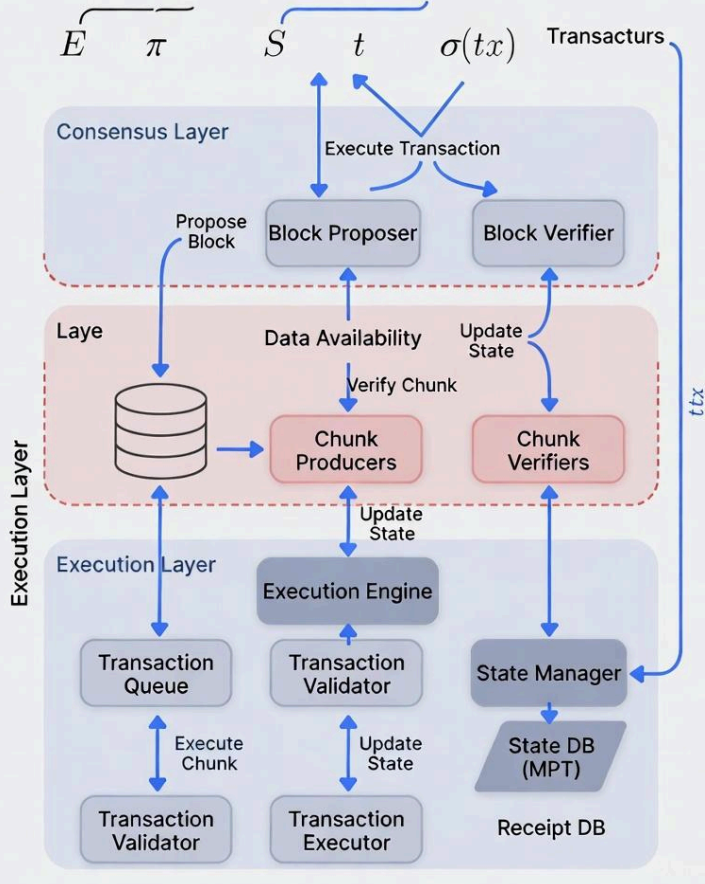 E π S t σ(tx) Transacturs
Consensus Layer
Execute Transaction
Propose
Block
Block Proposer
Block Verifier
Laye
Data Availability
Update
State
Verify Chunk
Chunk
Producers
Chunk
Verifiers
ttx
Execution Layer
Update
State
Execution Layer
Execution Engine
Transaction
Queue
Transaction
Validator
State Manager
Execute
Chunk
Update
State
State DB
(MPT)
Transaction
Validator
Transaction
Executor
Receipt DB